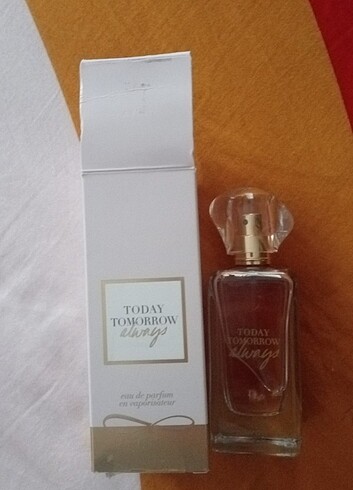 TODAY
TOMORROW
always
eau de parfum
en vaporisateur
TODAY
TOMORROW
always